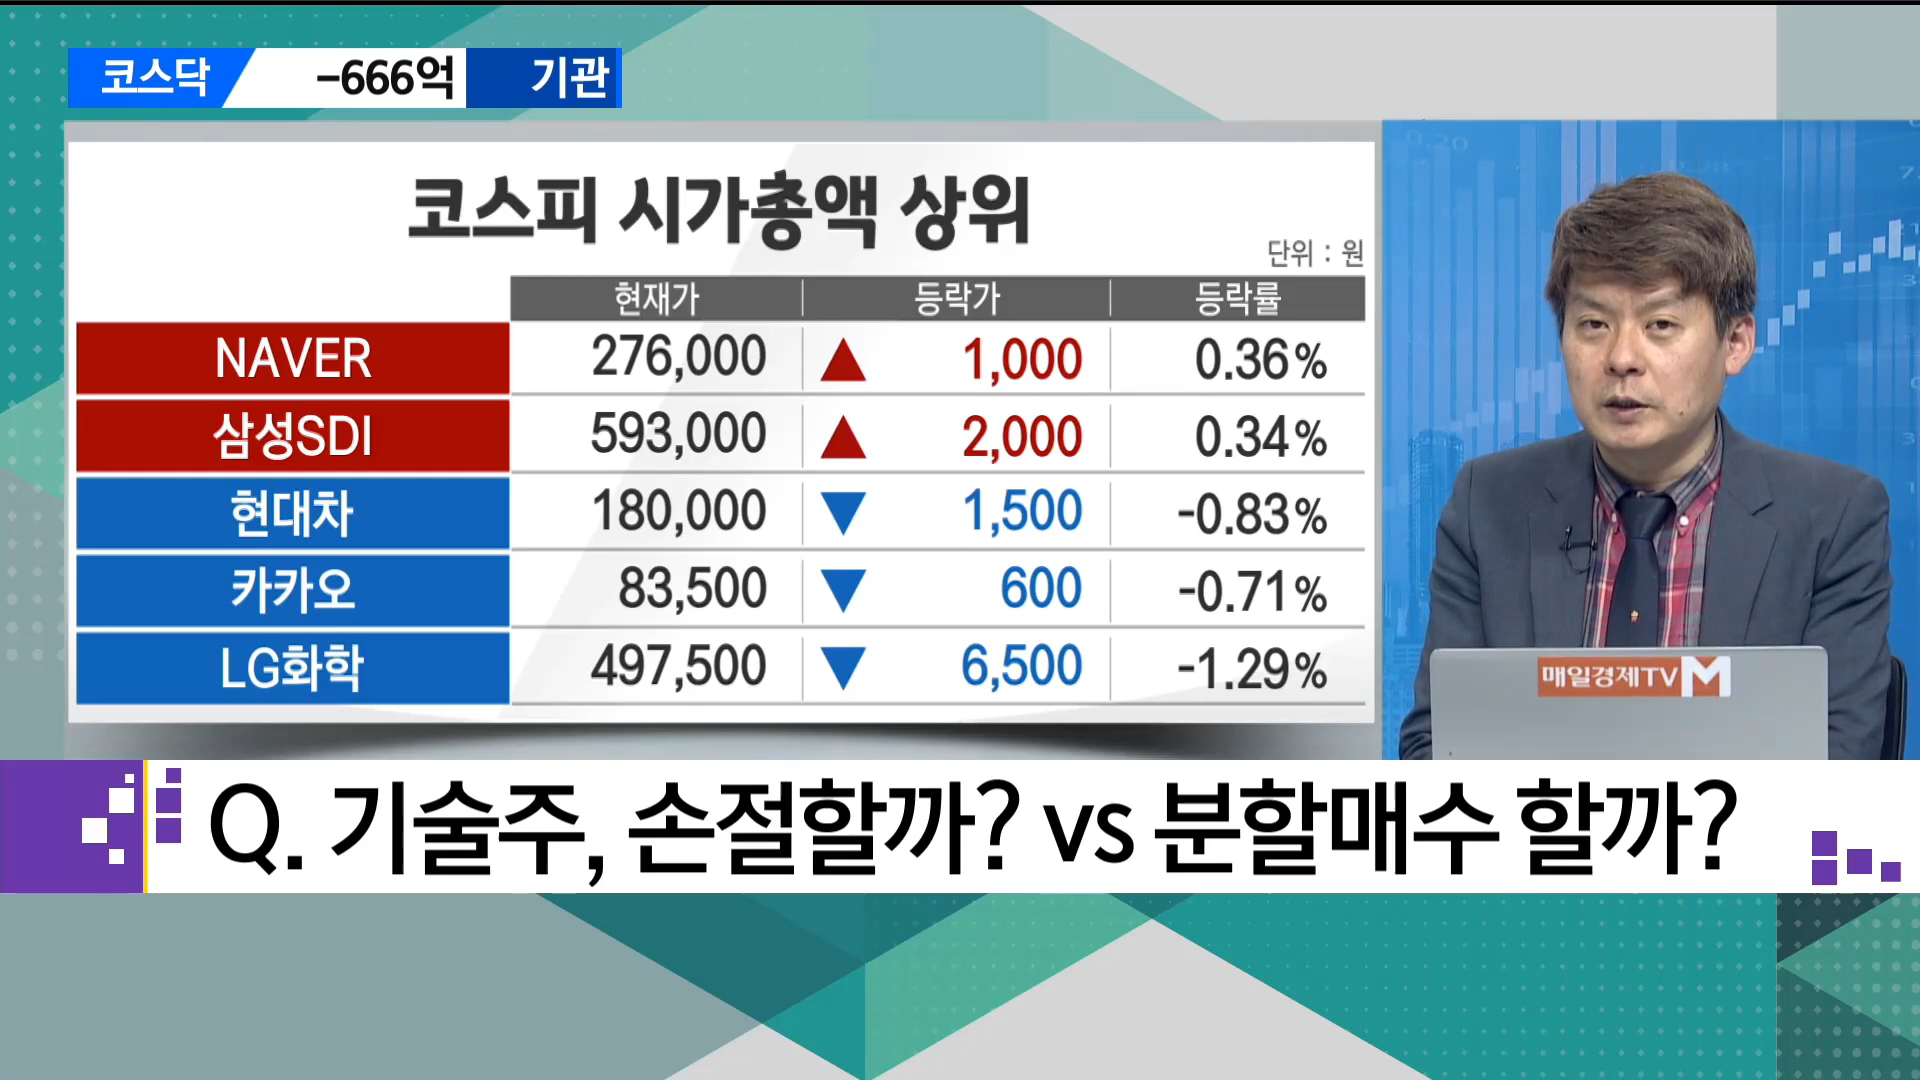 코스닥 -666억 기관
코스피 시가총액 상위
단위 : 원
현재가 등락가 등락률
NAVER 276,000 ▲ 1,000 0.36%
삼성SDI 593,000 ▲ 2,000 0.34%
현대차 180,000 ▼ 1,500 -0.83%
카카오 83,500 ▼ 600 -0.71%
LG화학 497,500 ▼ 6,500 -1.29%
매일경제TV M
Q. 기술주, 손절할까? vs 분할매수 할까?